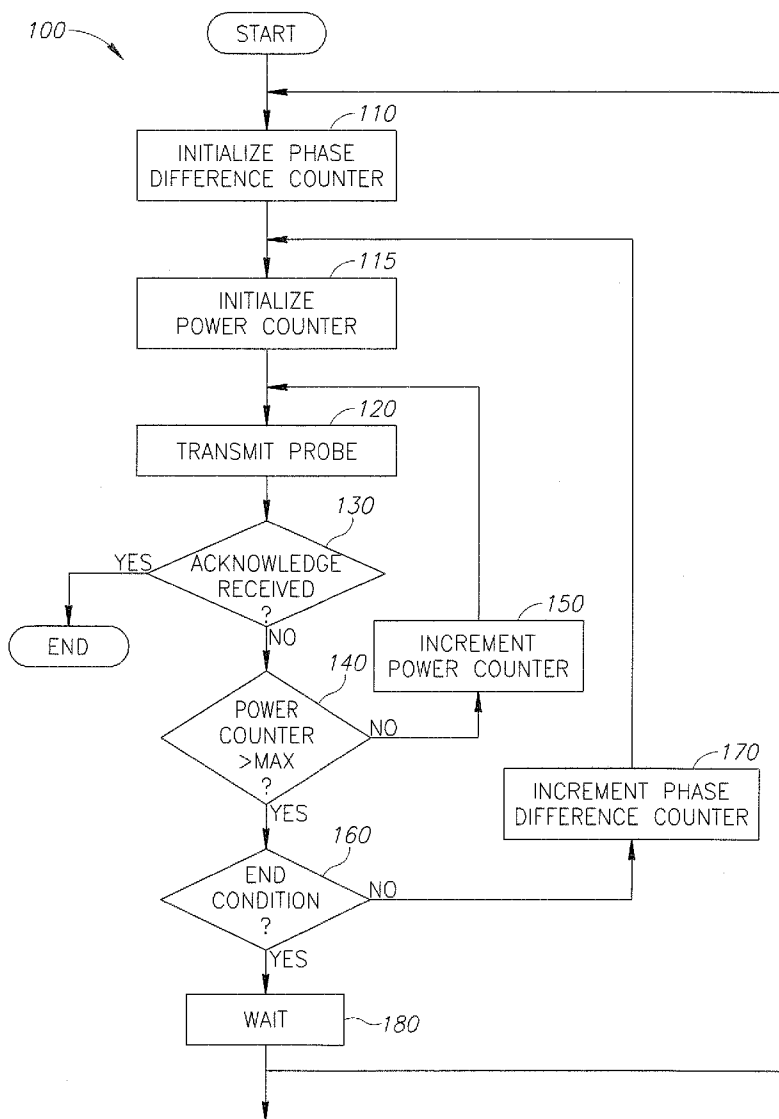 100
START
110
INITIALIZE PHASE
DIFFERENCE COUNTER
115
INITIALIZE
POWER COUNTER
120
TRANSMIT PROBE
130
YES
ACKNOWLEDGE
RECEIVED
?
END
NO
150
INCREMENT
POWER COUNTER
140
POWER
COUNTER
>MAX
?
NO
YES
170
INCREMENT PHASE
DIFFERENCE COUNTER
160
END
CONDITION
?
NO
YES
WAIT
180